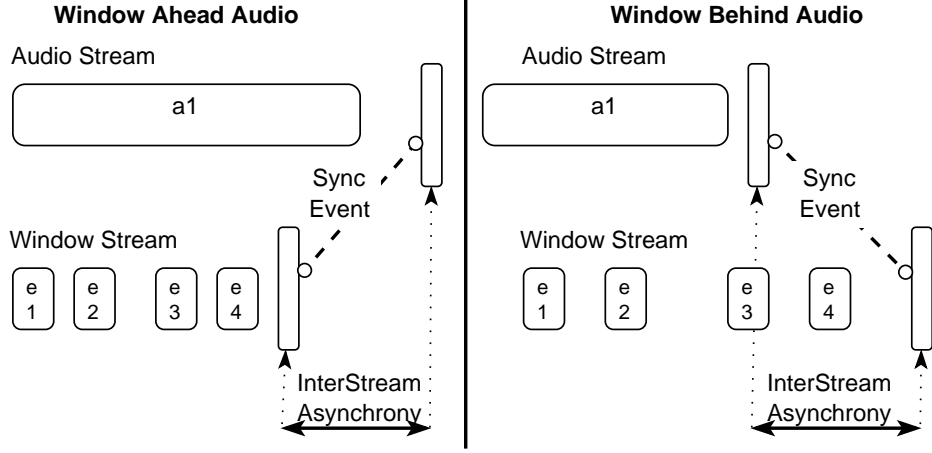 Window Ahead Audio
Audio Stream
a1
Sync
Event
Window Stream
e
1
e
2
e
3
e
4
InterStream
Asynchrony
Window Behind Audio
Audio Stream
a1
Sync
Event
Window Stream
e
1
e
2
e
3
e
4
InterStream
Asynchrony